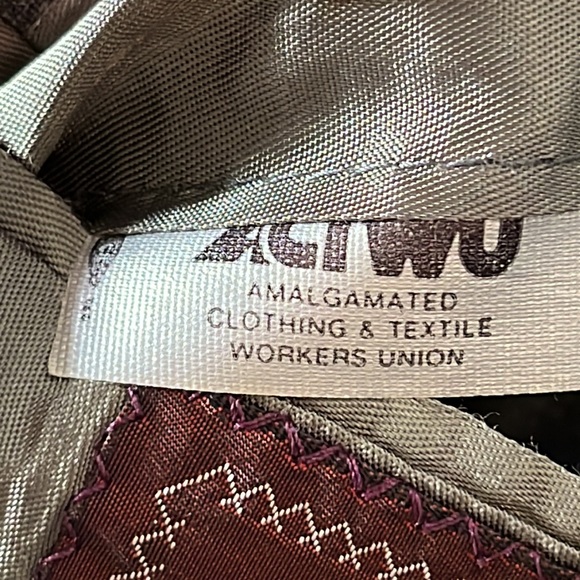 ACTWU
AMALGAMATED
CLOTHING & TEXTILE
WORKERS UNION